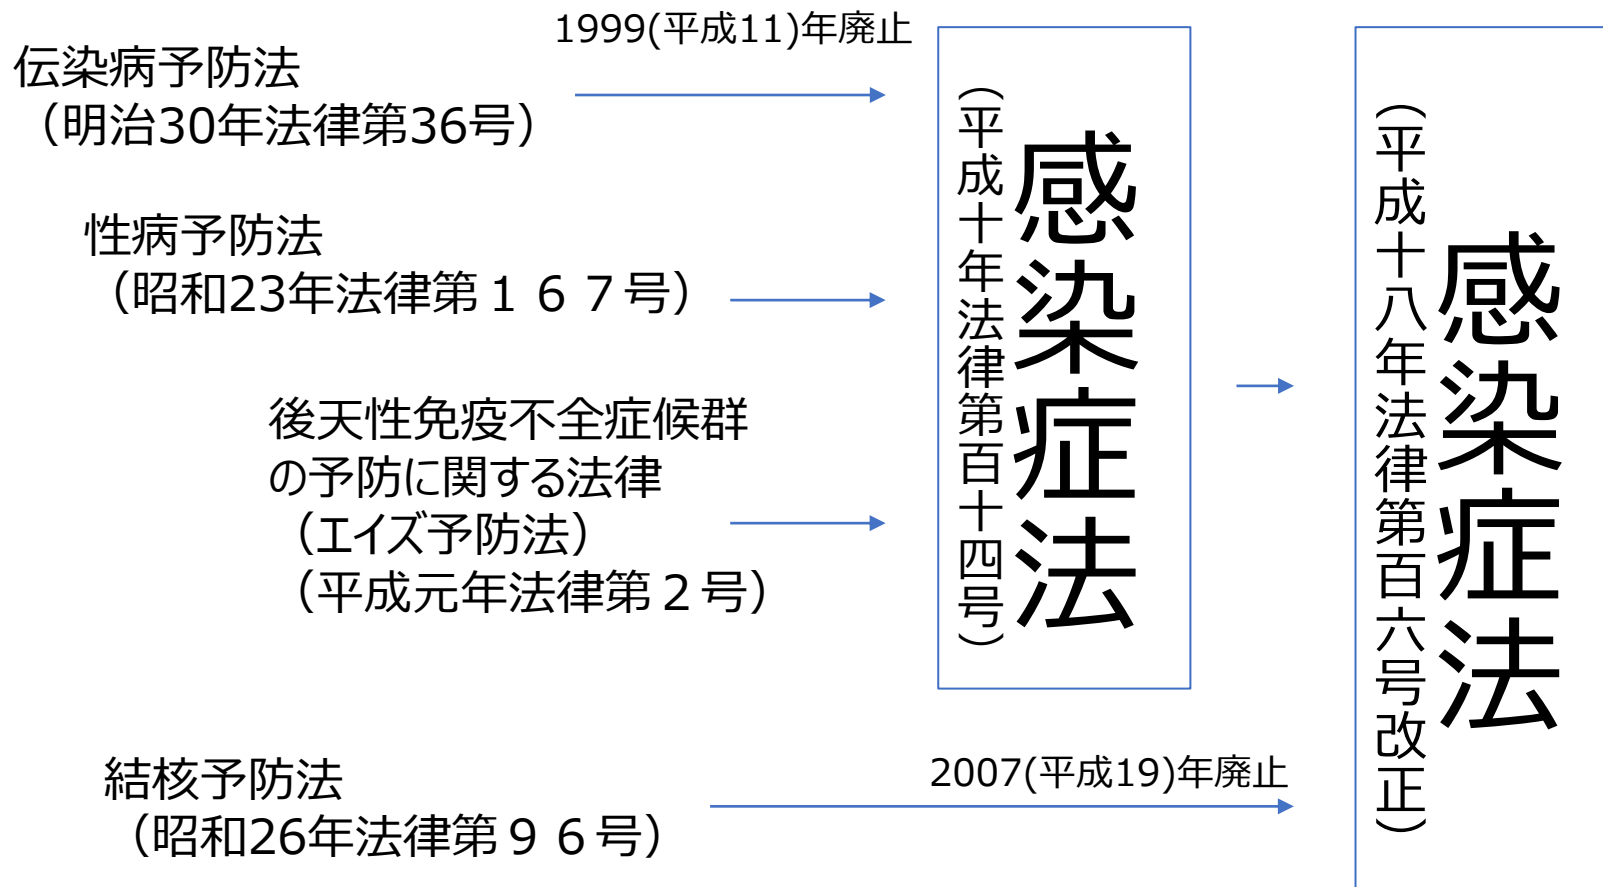 1999(平成11)年廃止
伝染病予防法
（明治30年法律第36号）
性病予防法
（昭和23年法律第１６７号）
後天性免疫不全症候群
の予防に関する法律
（エイズ予防法）
（平成元年法律第２号）
結核予防法
（昭和26年法律第９６号）
感染症法
（平成十年法律第百十四号）
2007(平成19)年廃止
感染症法
（平成十八年法律第百六号改正）